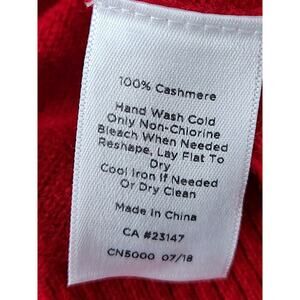 100% Cashmere
Hand Wash Cold
Only Non-Chlorine
Bleach When Needed
Reshape, Lay Flat To
Dry
Cool Iron If Needed
Or Dry Clean
Made In China
CA #23147
CN5000 07/18